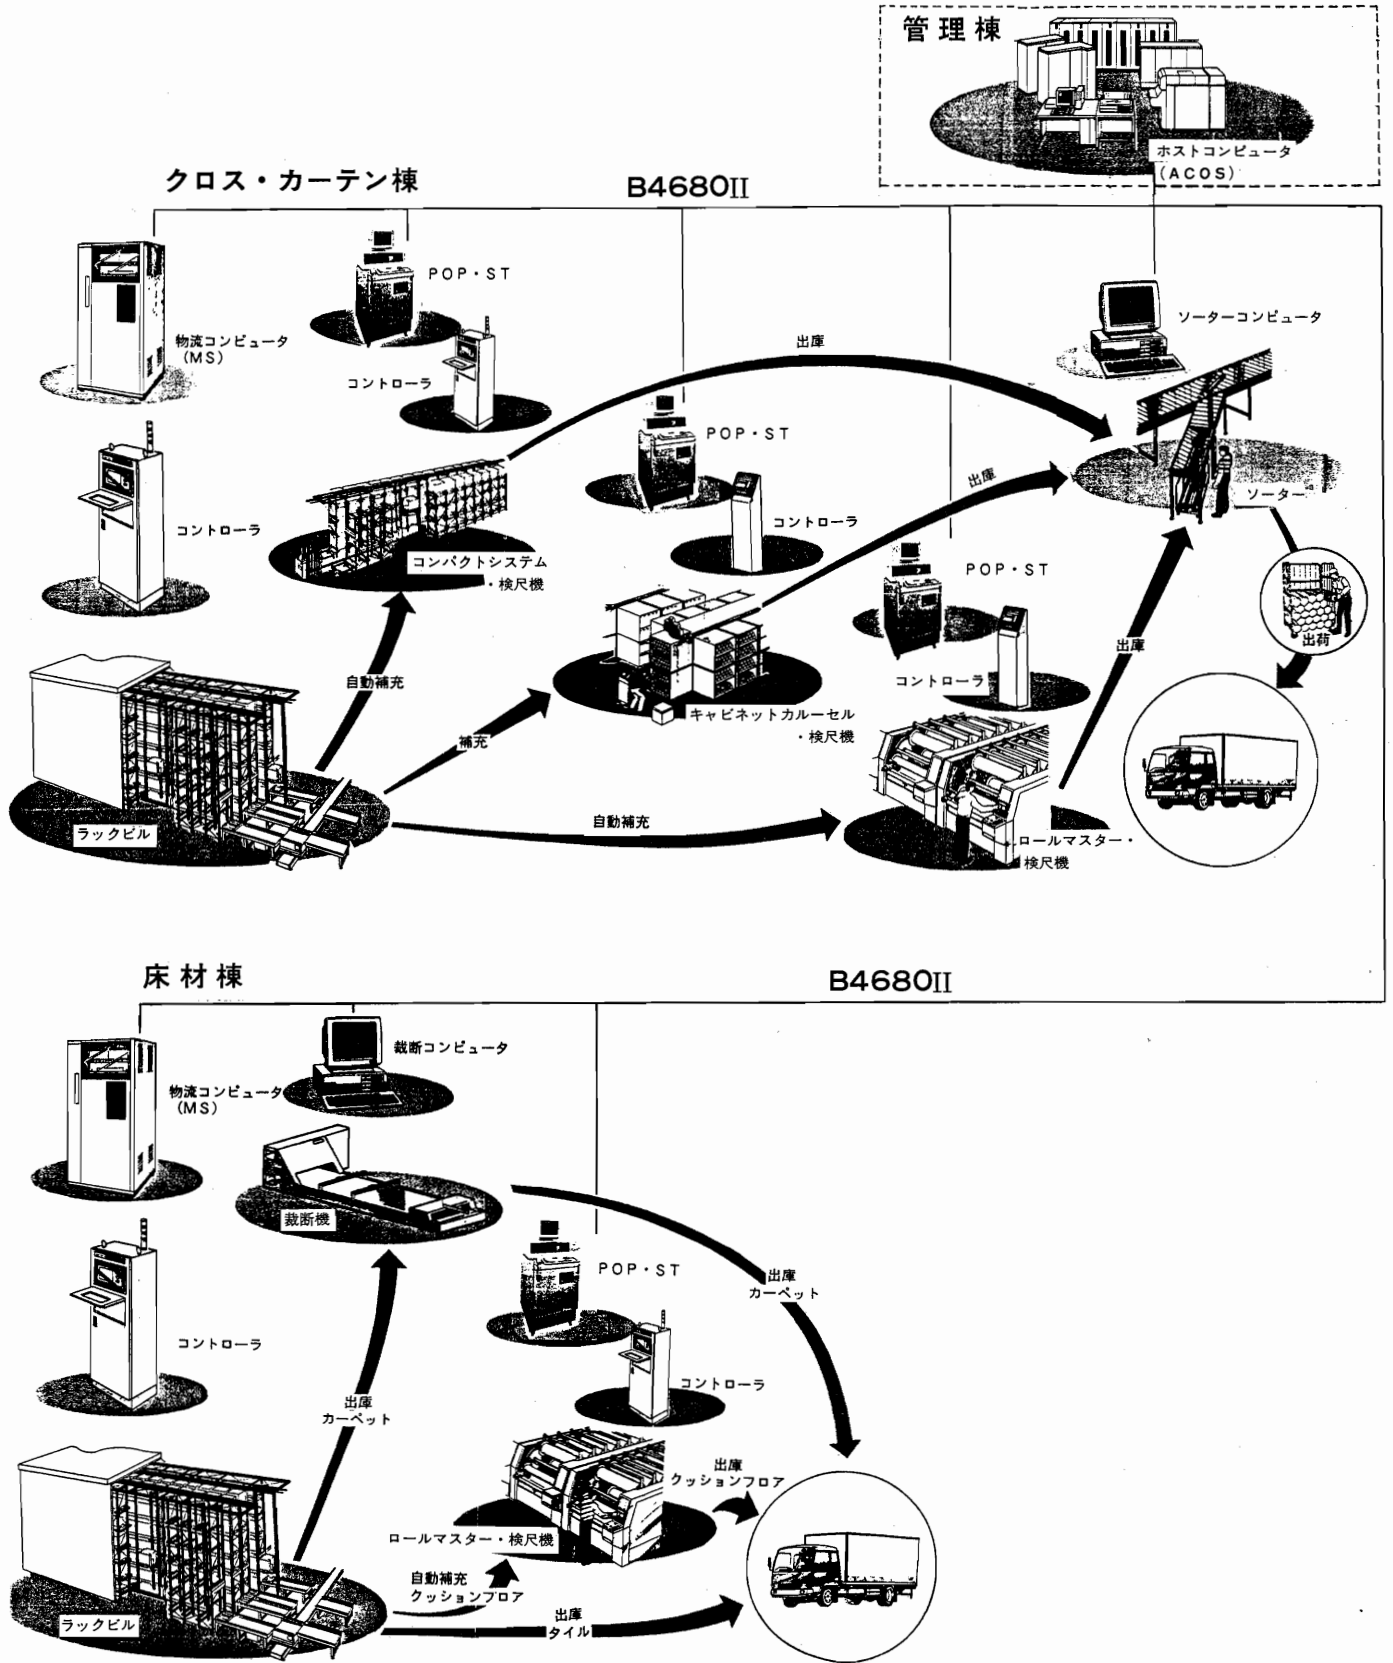 管理棟
ホストコンピュータ
(ACOS)
クロス・カーテン棟
B4680II
物流コンピュータ
(MS)
POP・ST
コントローラ
出庫
ソーターコンピュータ
POP・ST
コントローラ
コントローラ
コンパクトシステム
・検尺機
出庫
ソーター
POP・ST
コントローラ
出庫
出荷
自動補充
補充
キャビネットカルーセル
・検尺機
ラックビル
自動補充
ロールマスター・
検尺機
床材棟
B4680II
物流コンピュータ
(MS)
裁断コンピュータ
裁断機
コントローラ
POP・ST
コントローラ
出庫
カーペット
出庫
カーペット
出庫
クッションフロア
ロールマスター・検尺機
自動補充
クッションフロア
ラックビル
出庫
タイル